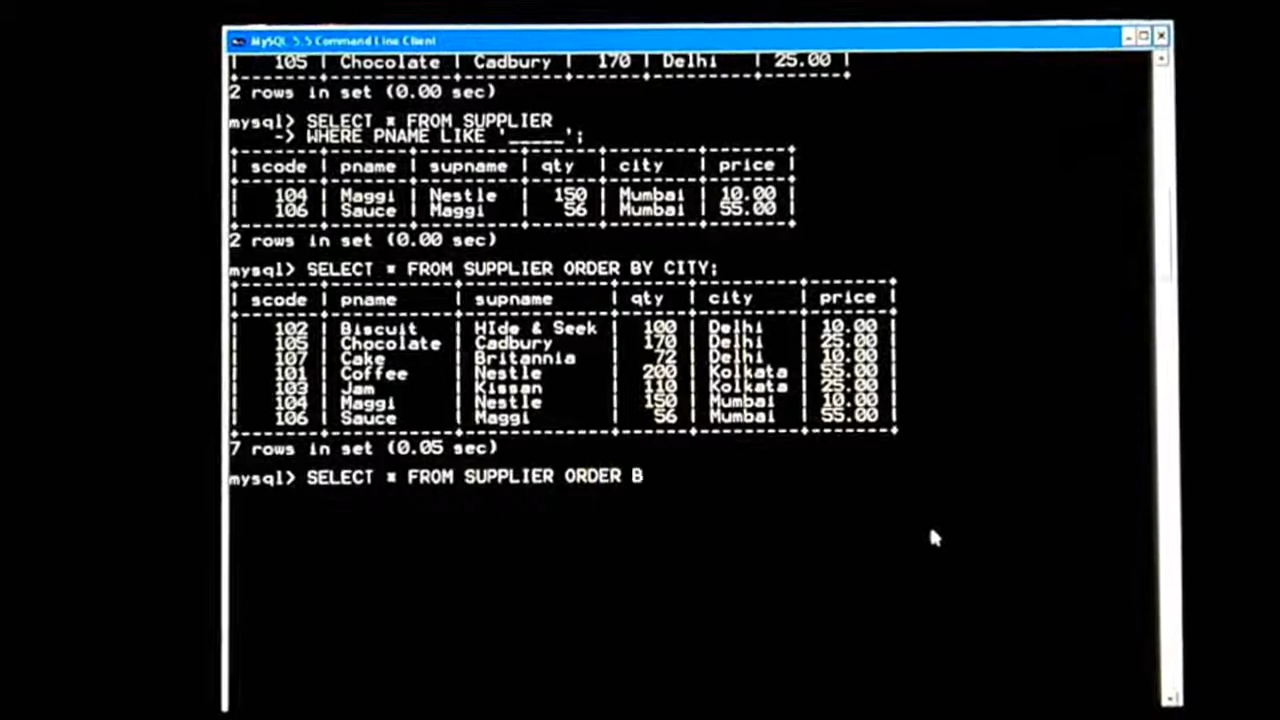 MySQL 5.5 Command Line Client
| 105 | Chocolate | Cadbury | 170 | Delhi | 25.00 |
2 rows in set (0.00 sec)
mysql> SELECT * FROM SUPPLIER
-> WHERE PNAME LIKE '_____';
| scode | pname | supname | qty | city | price |
| 104 | Maggi | Nestle | 150 | Mumbai | 10.00 |
| 106 | Sauce | Maggi | 56 | Mumbai | 55.00 |
2 rows in set (0.00 sec)
mysql> SELECT * FROM SUPPLIER ORDER BY CITY;
| scode | pname | supname | qty | city | price |
| 102 | Biscuit | HIde & Seek | 100 | Delhi | 10.00 |
| 105 | Chocolate | Cadbury | 170 | Delhi | 25.00 |
| 107 | Cake | Britannia | 72 | Delhi | 10.00 |
| 101 | Coffee | Nestle | 200 | Kolkata | 55.00 |
| 103 | Jam | Kissan | 110 | Kolkata | 25.00 |
| 104 | Maggi | Nestle | 150 | Mumbai | 10.00 |
| 106 | Sauce | Maggi | 56 | Mumbai | 55.00 |
7 rows in set (0.05 sec)
mysql> SELECT * FROM SUPPLIER ORDER B